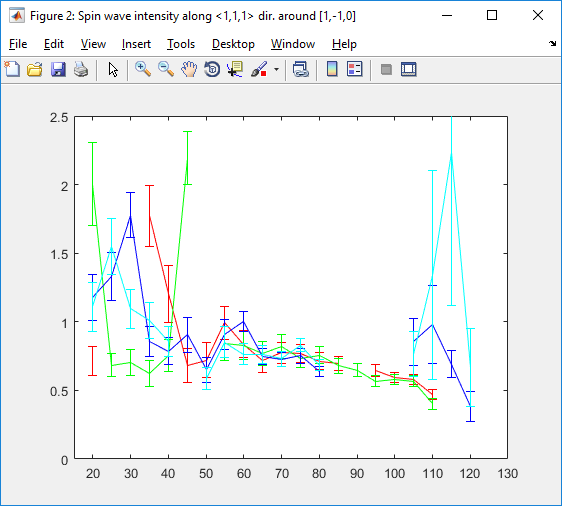 Figure 2: Spin wave intensity along <1,1,1> dir. around [1,-1,0]
File Edit View Insert Tools Desktop Window Help
2.5
2
1.5
1
0.5
0
20 30 40 50 60 70 80 90 100 110 120 130